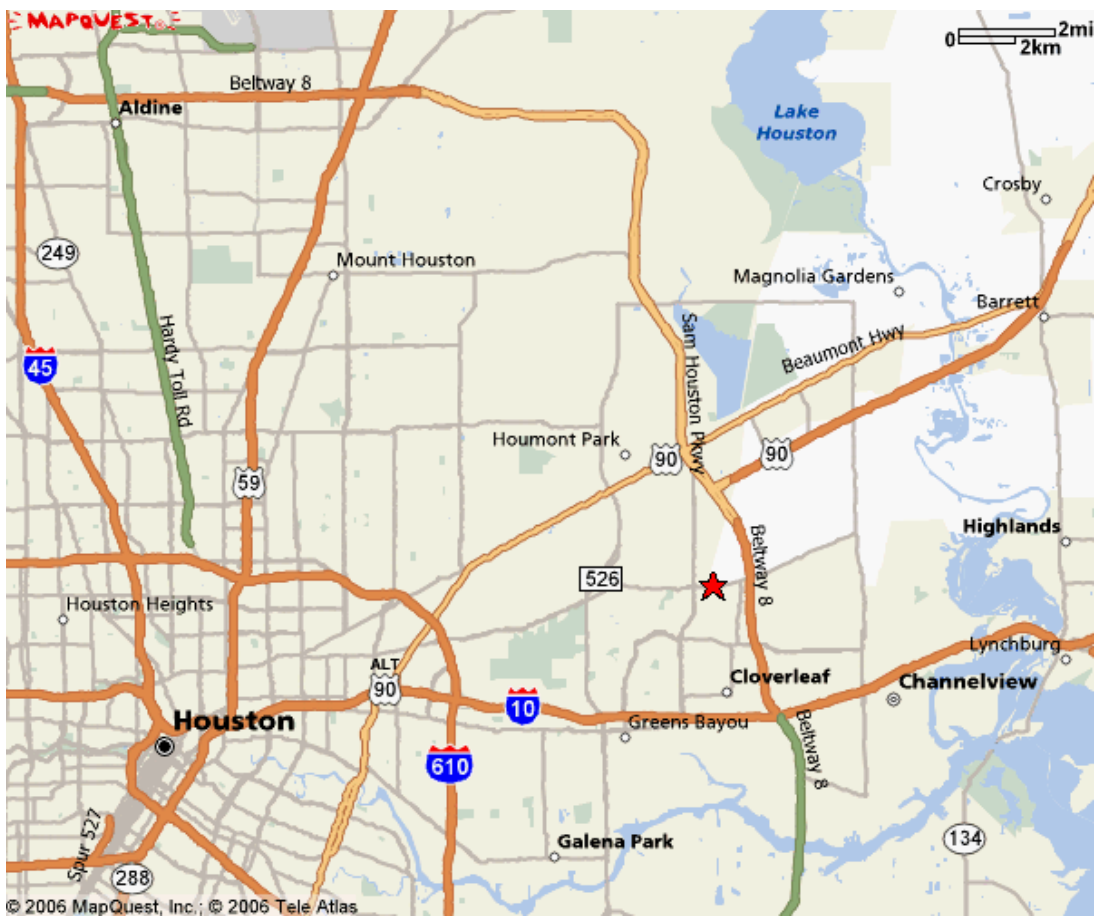 MAPQUEST
0 2mi
2km
Beltway 8
Aldine
Lake
Houston
Crosby
249
Mount Houston
Magnolia Gardens
Barrett
Hardy Toll Rd
Sam Houston Pkwy
Beaumont Hwy
45
Houmont Park
90
90
59
Highlands
Beltway 8
526
Houston Heights
Lynchburg
ALT
90
Cloverleaf
Channelview
10
Houston
Greens Bayou
Beltway 8
610
Galena Park
134
Spur 527
288
© 2006 MapQuest, Inc.; © 2006 Tele Atlas